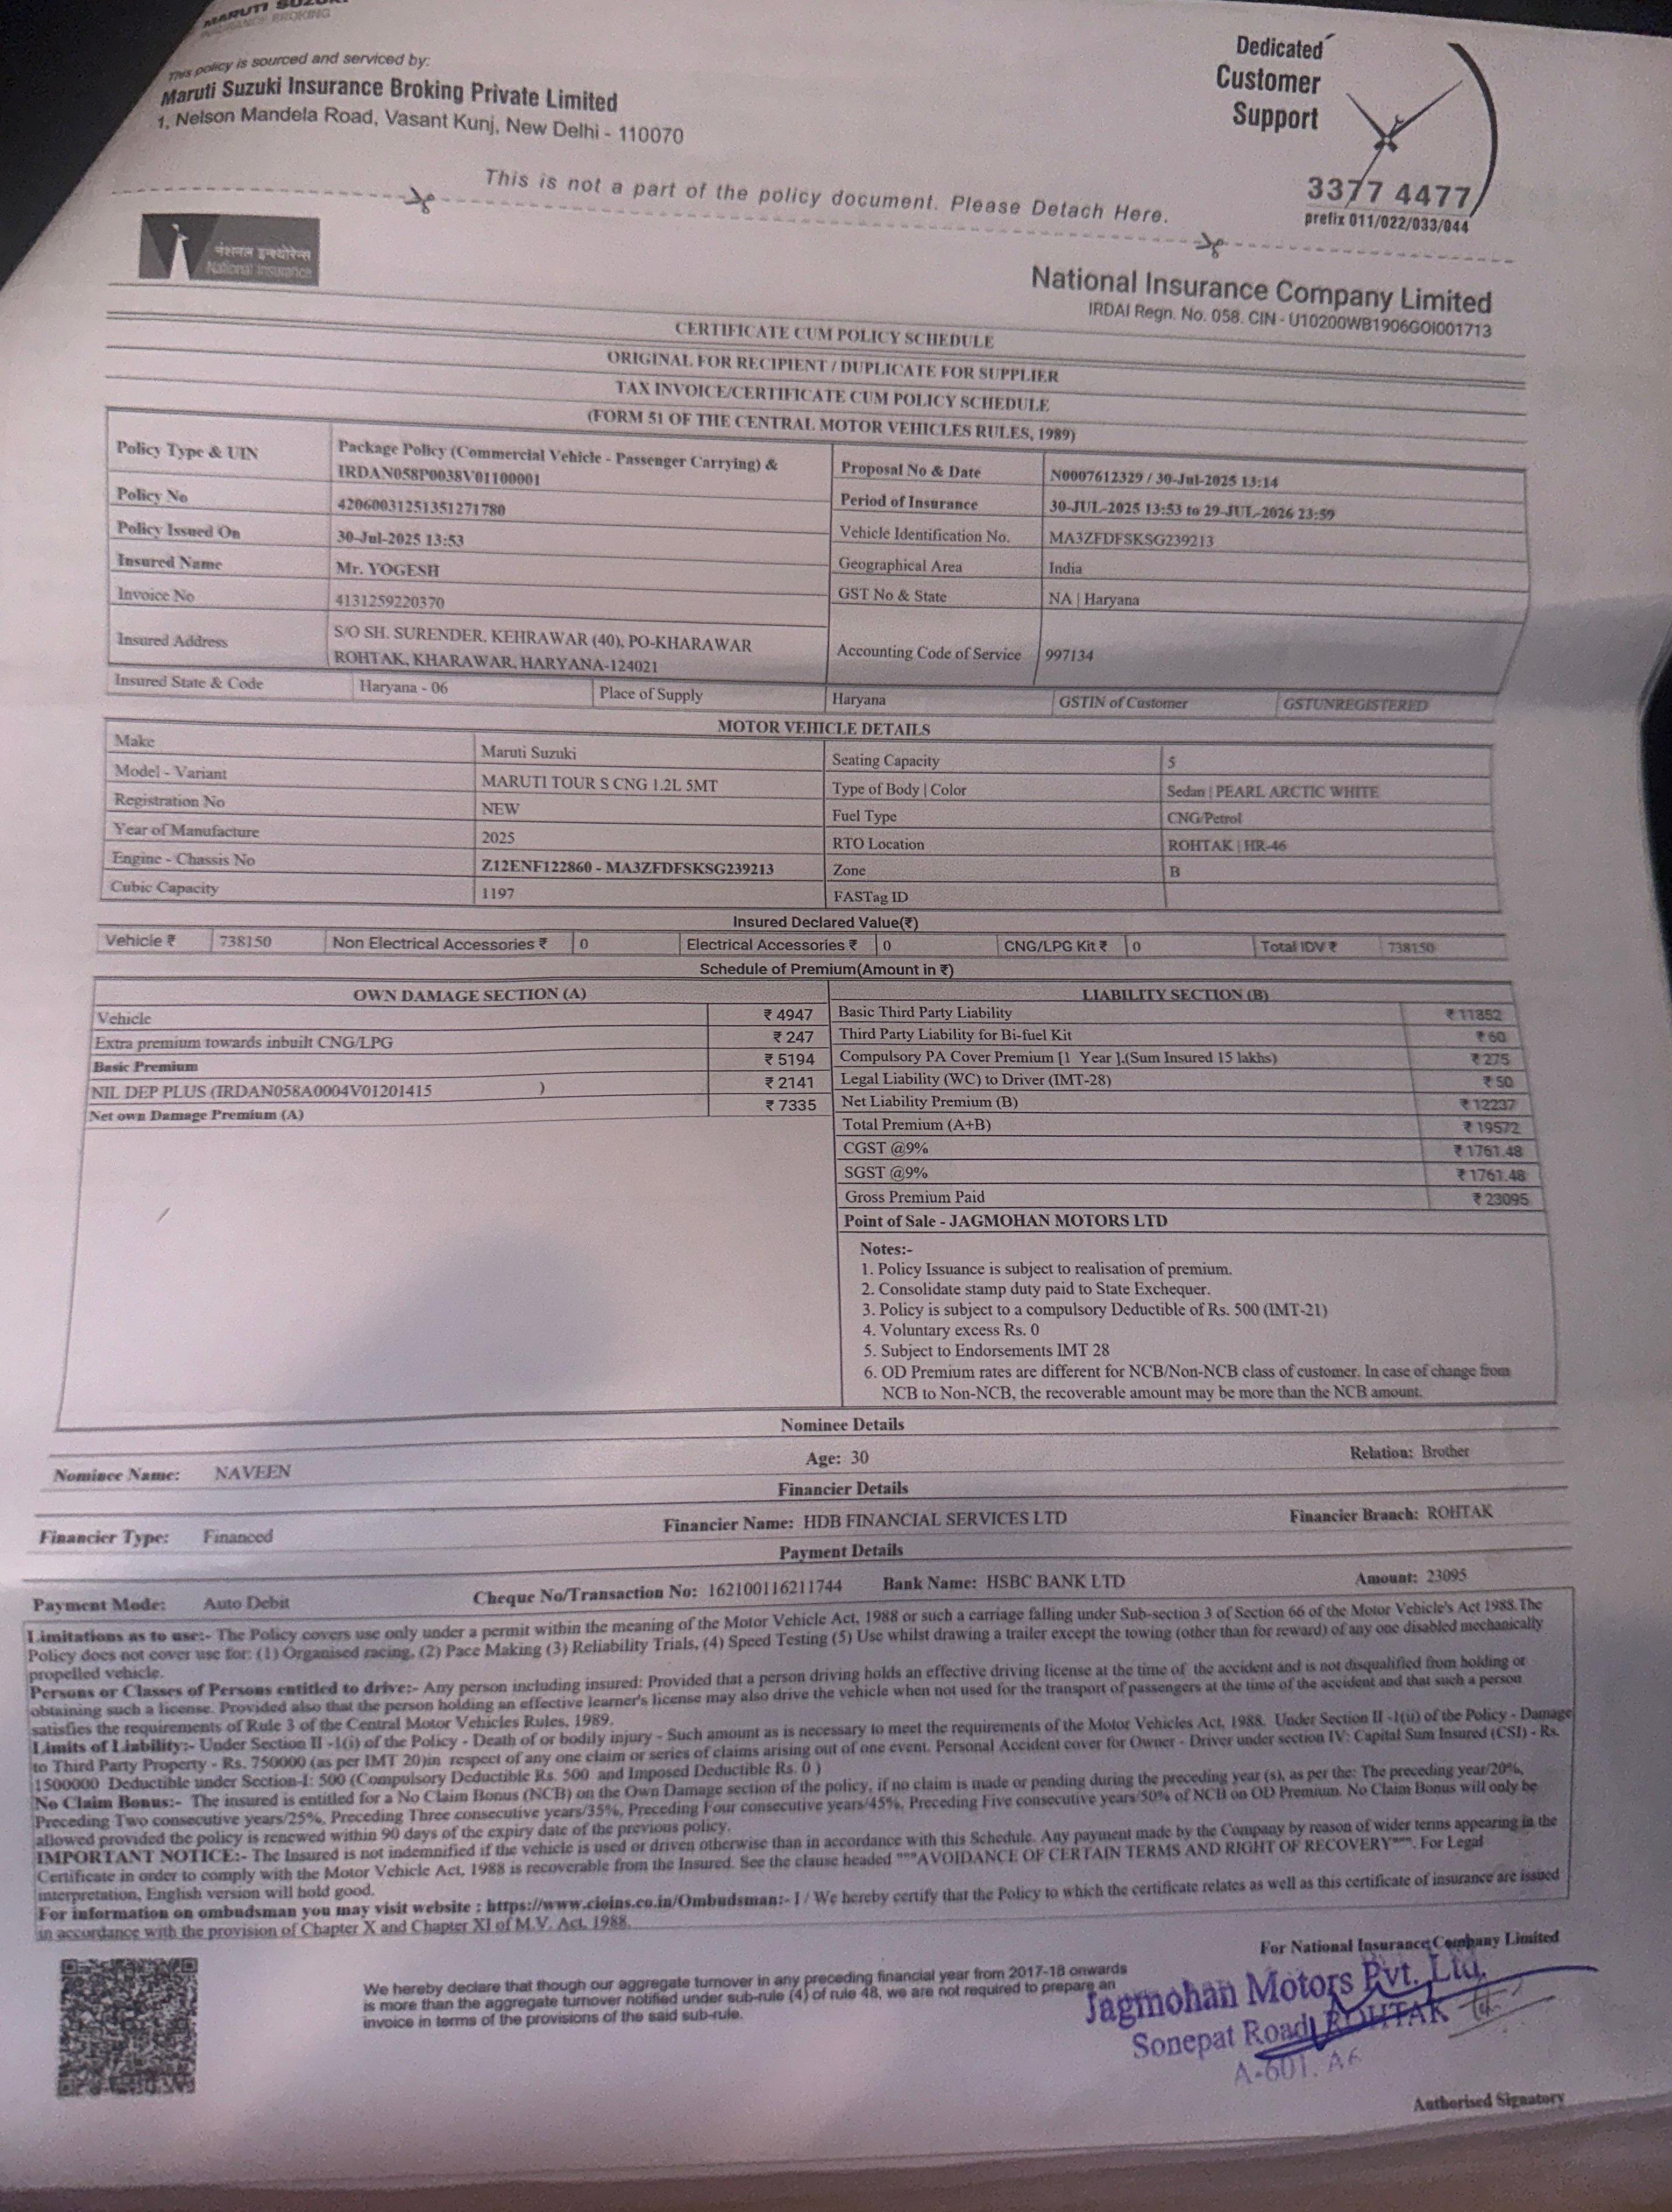 MARUTI SUZUKI
INSURANCE BROKING
This policy is sourced and serviced by:
Maruti Suzuki Insurance Broking Private Limited
1, Nelson Mandela Road, Vasant Kunj, New Delhi - 110070
Dedicated
Customer
Support
3377 4477
prefix 011/022/033/044
This is not a part of the policy document. Please Detach Here.
नेशनल इन्श्योरेन्स
National Insurance
National Insurance Company Limited
IRDAI Regn. No. 058. CIN - U10200WB1906GOI001713
CERTIFICATE CUM POLICY SCHEDULE
ORIGINAL FOR RECIPIENT / DUPLICATE FOR SUPPLIER
TAX INVOICE/CERTIFICATE CUM POLICY SCHEDULE
(FORM 51 OF THE CENTRAL MOTOR VEHICLES RULES, 1989)
Policy Type & UIN Package Policy (Commercial Vehicle - Passenger Carrying) &
IRDAN058P0038V01100001
Proposal No & Date N0007612329 / 30-Jul-2025 13:14
Policy No 42060031251351271780
Period of Insurance 30-JUL-2025 13:53 to 29-JUL-2026 23:59
Policy Issued On 30-Jul-2025 13:53
Vehicle Identification No. MA3ZFDFSKSG239213
Insured Name Mr. YOGESH
Geographical Area India
Invoice No 4131259220370
GST No & State NA | Haryana
Insured Address S/O SH. SURENDER, KEHRAWAR (40), PO-KHARAWAR
ROHTAK, KHARAWAR, HARYANA-124021
Accounting Code of Service 997134
Insured State & Code Haryana - 06 Place of Supply Haryana GSTIN of Customer GSTUNREGISTERED
MOTOR VEHICLE DETAILS
Make Maruti Suzuki Seating Capacity 5
Model - Variant MARUTI TOUR S CNG 1.2L 5MT Type of Body | Color Sedan | PEARL ARCTIC WHITE
Registration No NEW Fuel Type CNG/Petrol
Year of Manufacture 2025 RTO Location ROHTAK | HR-46
Engine - Chassis No Z12ENF122860 - MA3ZFDFSKSG239213 Zone B
Cubic Capacity 1197 FASTag ID
Insured Declared Value(₹)
Vehicle ₹ 738150 Non Electrical Accessories ₹ 0 Electrical Accessories ₹ 0 CNG/LPG Kit ₹ 0 Total IDV ₹ 738150
Schedule of Premium(Amount in ₹)
OWN DAMAGE SECTION (A) LIABILITY SECTION (B)
Vehicle ₹ 4947 Basic Third Party Liability ₹ 11852
Extra premium towards inbuilt CNG/LPG ₹ 247 Third Party Liability for Bi-fuel Kit ₹ 60
Basic Premium ₹ 5194 Compulsory PA Cover Premium [1 Year ].(Sum Insured 15 lakhs) ₹ 275
NIL DEP PLUS (IRDAN058A0004V01201415 ) ₹ 2141 Legal Liability (WC) to Driver (IMT-28) ₹ 50
Net own Damage Premium (A) ₹ 7335 Net Liability Premium (B) ₹ 12237
Total Premium (A+B) ₹ 19572
CGST @9% ₹ 1761.48
SGST @9% ₹ 1761.48
Gross Premium Paid ₹ 23095
Point of Sale - JAGMOHAN MOTORS LTD
Notes:-
1. Policy Issuance is subject to realisation of premium.
2. Consolidate stamp duty paid to State Exchequer.
3. Policy is subject to a compulsory Deductible of Rs. 500 (IMT-21)
4. Voluntary excess Rs. 0
5. Subject to Endorsements IMT 28
6. OD Premium rates are different for NCB/Non-NCB class of customer. In case of change from
NCB to Non-NCB, the recoverable amount may be more than the NCB amount.
Nominee Details
Nominee Name: NAVEEN Age: 30 Relation: Brother
Financier Details
Financier Type: Financed Financier Name: HDB FINANCIAL SERVICES LTD Financier Branch: ROHTAK
Payment Details
Payment Mode: Auto Debit Cheque No/Transaction No: 162100116211744 Bank Name: HSBC BANK LTD Amount: 23095
Limitations as to use:- The Policy covers use only under a permit within the meaning of the Motor Vehicle Act, 1988 or such a carriage falling under Sub-section 3 of Section 66 of the Motor Vehicle's Act 1988.The
Policy does not cover use for: (1) Organised racing, (2) Pace Making (3) Reliability Trials, (4) Speed Testing (5) Use whilst drawing a trailer except the towing (other than for reward) of any one disabled mechanically
propelled vehicle.
Persons or Classes of Persons entitled to drive:- Any person including insured: Provided that a person driving holds an effective driving license at the time of the accident and is not disqualified from holding or
obtaining such a license. Provided also that the person holding an effective learner's license may also drive the vehicle when not used for the transport of passengers at the time of the accident and that such a person
satisfies the requirements of Rule 3 of the Central Motor Vehicles Rules, 1989.
Limits of Liability:- Under Section II -1(i) of the Policy - Death of or bodily injury - Such amount as is necessary to meet the requirements of the Motor Vehicles Act, 1988. Under Section II -1(ii) of the Policy - Damage
to Third Party Property - Rs. 750000 (as per IMT 20)in respect of any one claim or series of claims arising out of one event. Personal Accident cover for Owner - Driver under section IV: Capital Sum Insured (CSI) - Rs.
1500000 Deductible under Section-I: 500 (Compulsory Deductible Rs. 500 and Imposed Deductible Rs. 0 )
No Claim Bonus:- The insured is entitled for a No Claim Bonus (NCB) on the Own Damage section of the policy, if no claim is made or pending during the preceding year (s), as per the: The preceding year/20%,
Preceding Two consecutive years/25%, Preceding Three consecutive years/35%, Preceding Four consecutive years/45%, Preceding Five consecutive years/50% of NCB on OD Premium. No Claim Bonus will only be
allowed provided the policy is renewed within 90 days of the expiry date of the previous policy.
IMPORTANT NOTICE:- The Insured is not indemnified if the vehicle is used or driven otherwise than in accordance with this Schedule. Any payment made by the Company by reason of wider terms appearing in the
Certificate in order to comply with the Motor Vehicle Act, 1988 is recoverable from the Insured. See the clause headed """AVOIDANCE OF CERTAIN TERMS AND RIGHT OF RECOVERY""". For Legal
interpretation, English version will hold good.
For information on ombudsman you may visit website : https://www.cioins.co.in/Ombudsman:- I / We hereby certify that the Policy to which the certificate relates as well as this certificate of insurance are issued
in accordance with the provision of Chapter X and Chapter XI of M.V. Act, 1988.
We hereby declare that though our aggregate turnover in any preceding financial year from 2017-18 onwards
is more than the aggregate turnover notified under sub-rule (4) of rule 48, we are not required to prepare an
invoice in terms of the provisions of the said sub-rule.
For National Insurance Company Limited
Jagmohan Motors Pvt. Ltd.
Sonepat Road, ROHTAK
A-601. A6
Authorised Signatory